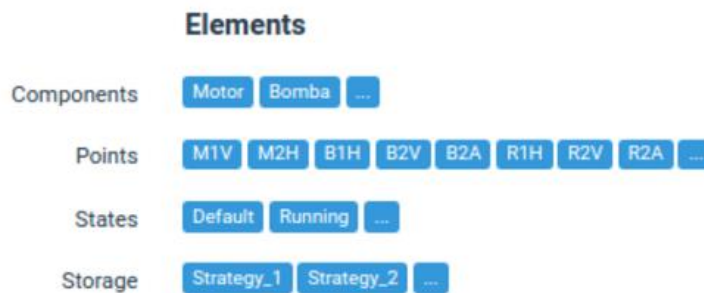 Elements
Components Motor Bomba ...
Points M1V M2H B1H B2V B2A R1H R2V R2A ...
States Default Running ...
Storage Strategy_1 Strategy_2 ...